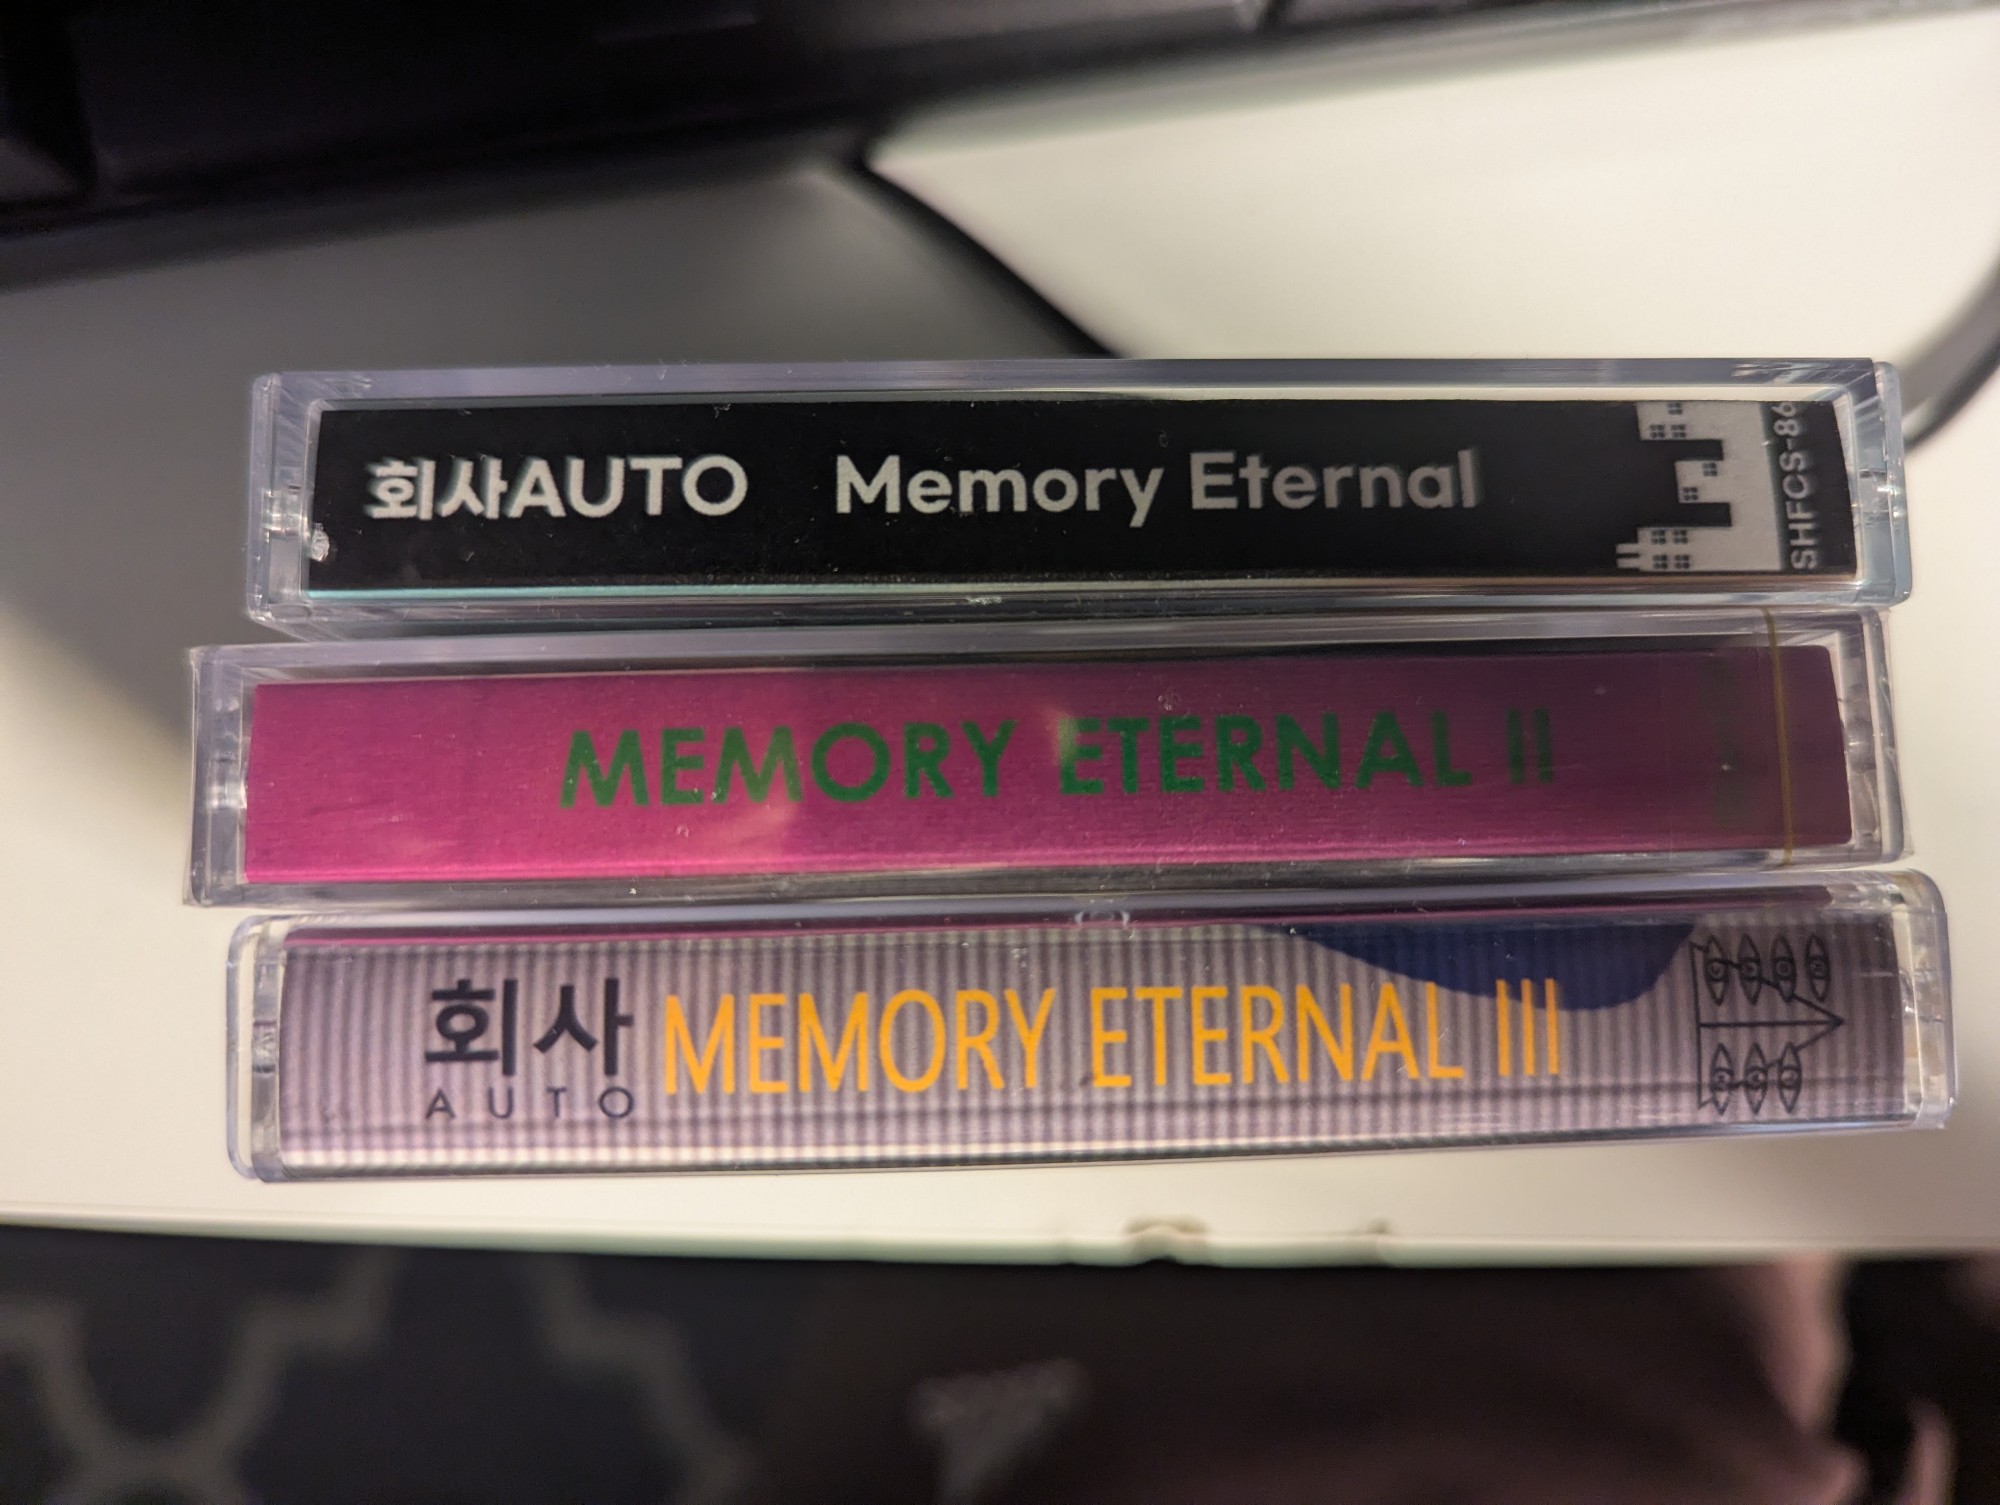 회사AUTO Memory Eternal
SHFCS-86
MEMORY ETERNAL II
회사
AUTO
MEMORY ETERNAL III